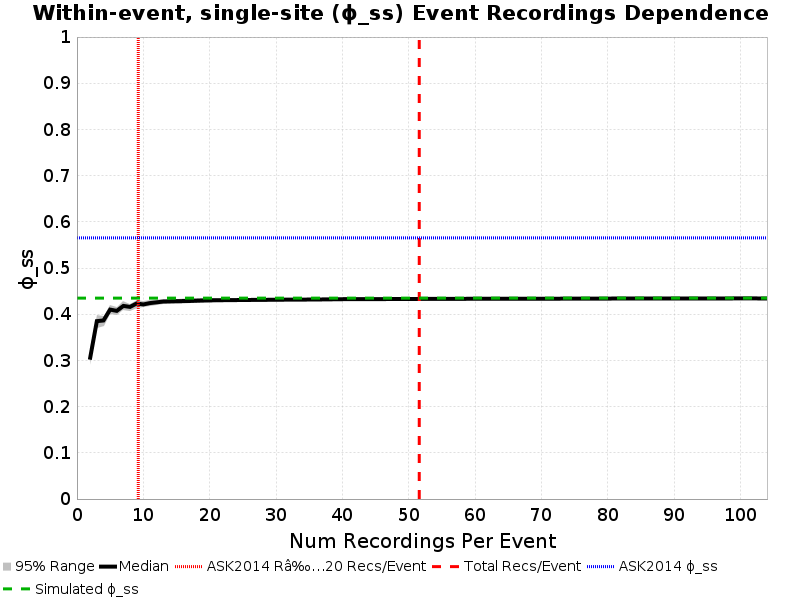 Within-event, single-site (ϕ_ss) Event Recordings Dependence
1
0.9
0.8
0.7
0.6
0.5
0.4
0.3
0.2
0.1
0
ϕ_ss
0 10 20 30 40 50 60 70 80 90 100
Num Recordings Per Event
95% Range Median ASK2014 Râ‰…20 Recs/Event Total Recs/Event ASK2014 ϕ_ss
Simulated ϕ_ss